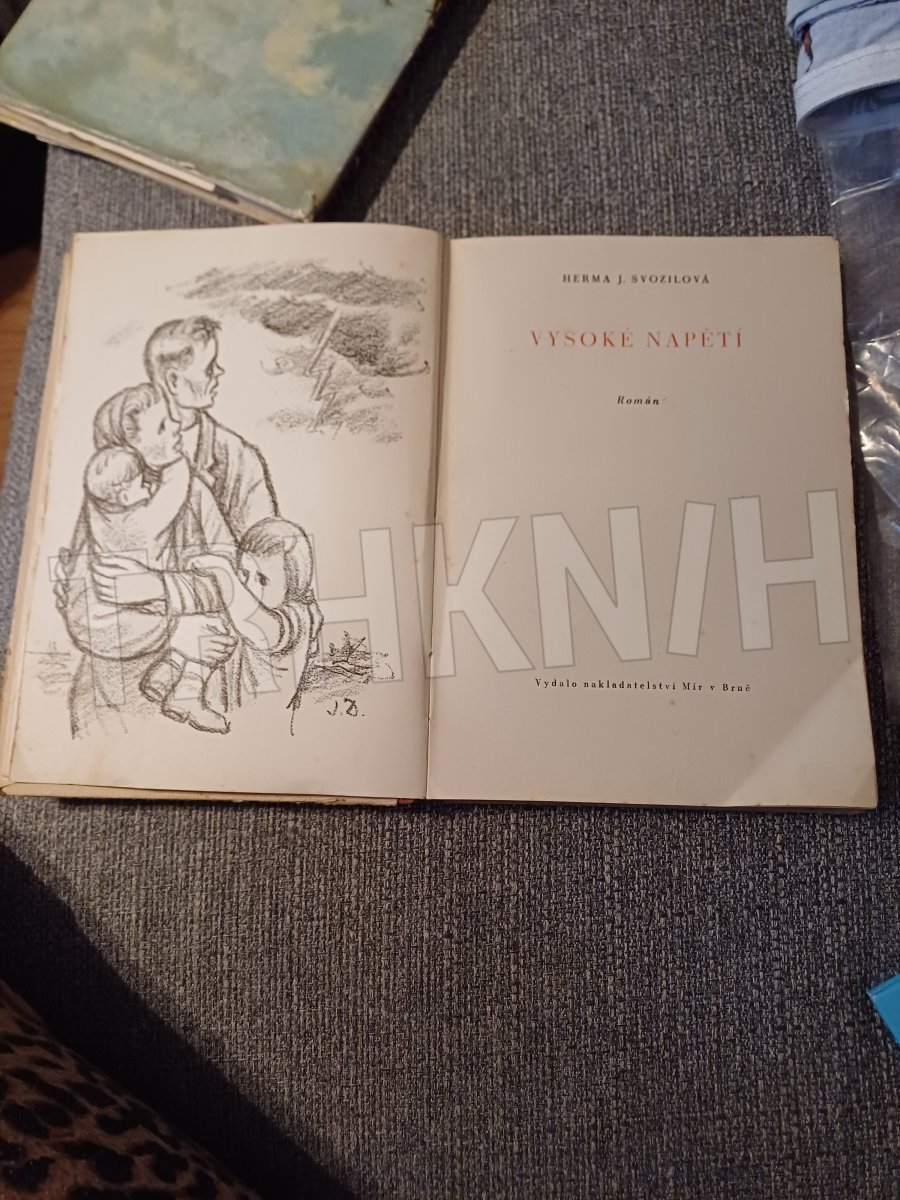 J.D.
HERMA J. SVOZILOVÁ
VYSOKÉ NAPĚTÍ
Román
TRHKNIH
Vydalo nakladatelství Mír v Brně